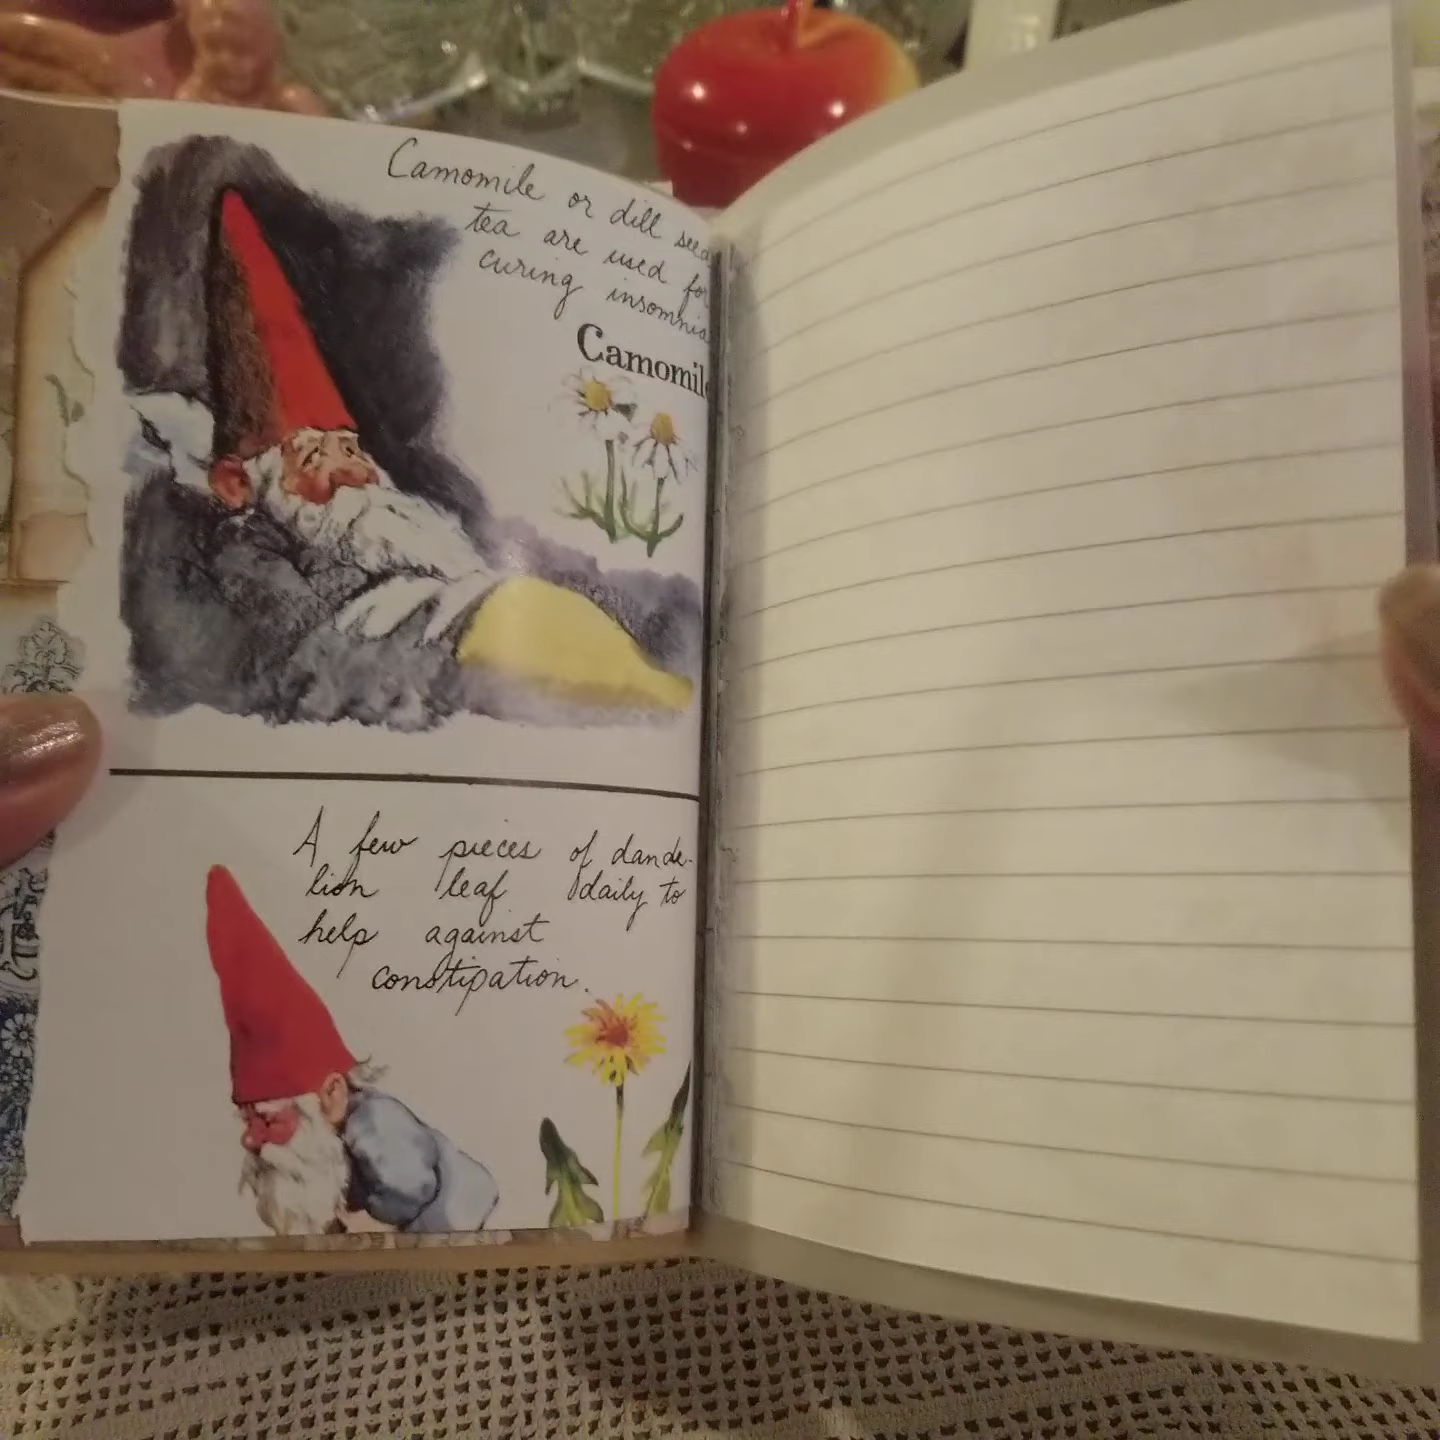 Camomile or dill seed
tea are used for
curing insomnia
Camomile
A few pieces of dande-
lion leaf daily to
help against
constipation.